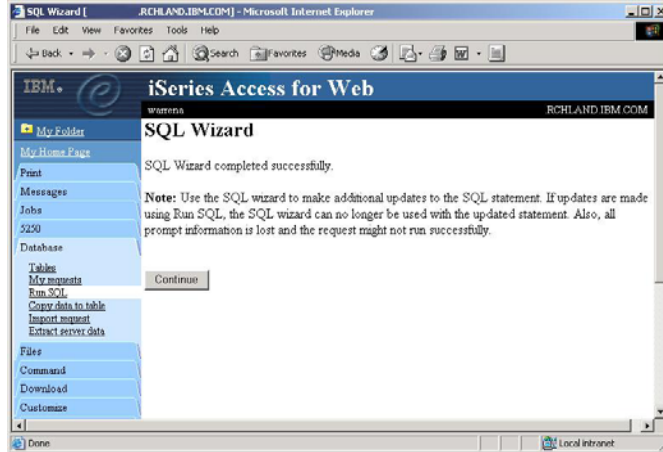 SQL Wizard [ .RCHLAND.IBM.COM] - Microsoft Internet Explorer
File Edit View Favorites Tools Help
Back Search Favorites Media
IBM. iSeries Access for Web
warrena RCHLAND.IBM.COM
My Folder
My Home Page
Print
Messages
Jobs
5250
Database
Tables
My requests
Run SQL
Copy data to table
Import request
Extract server data
Files
Command
Download
Customize
SQL Wizard
SQL Wizard completed successfully.
Note: Use the SQL wizard to make additional updates to the SQL statement. If updates are made
using Run SQL, the SQL wizard can no longer be used with the updated statement. Also, all
prompt information is lost and the request might not run successfully.
Continue
Done Local intranet